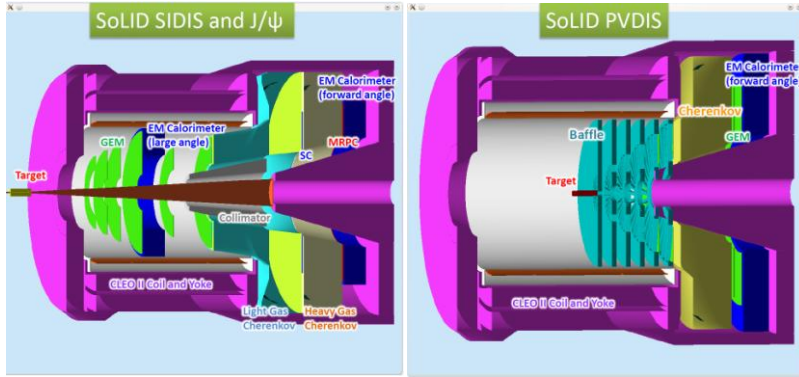 SoLID SIDIS and J/ψ
EM Calorimeter
(forward angle)
EM Calorimeter
(large angle)
GEM
SC
MRPC
Target
Collimator
CLEO II Coil and Yoke
Light Gas
Cherenkov
Heavy Gas
Cherenkov
SoLID PVDIS
EM Calorimete
(forward angle)
Cherenkov
Baffle
GEM
Target
CLEO II Coil and Yoke